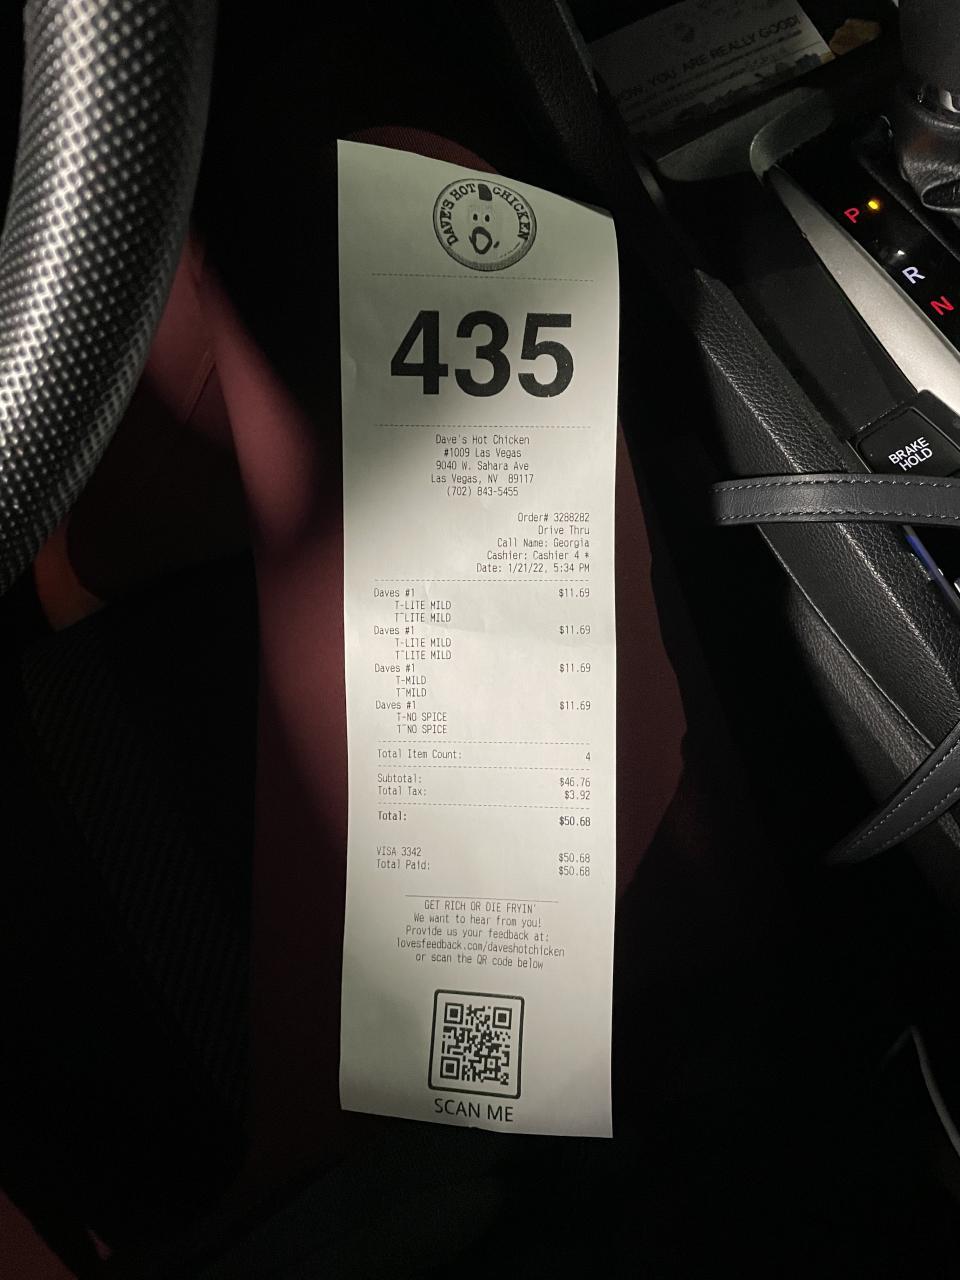 NOW, YOU ARE REALLY GOOD!
DAVE'S HOT CHICKEN
P
R
N
BRAKE
HOLD
435
Dave's Hot Chicken
#1009 Las Vegas
9040 W. Sahara Ave
Las Vegas, NV 89117
(702) 843-5455
Order# 3288282
Drive Thru
Call Name: Georgia
Cashier: Cashier 4 *
Date: 1/21/22, 5:34 PM
Daves #1 $11.69
T-LITE MILD
T~LITE MILD
Daves #1 $11.69
T-LITE MILD
T~LITE MILD
Daves #1 $11.69
T-MILD
T~MILD
Daves #1 $11.69
T-NO SPICE
T~NO SPICE
Total Item Count: 4
Subtotal: $46.76
Total Tax: $3.92
Total: $50.68
VISA 3342 $50.68
Total Paid: $50.68
GET RICH OR DIE FRYIN'
We want to hear from you!
Provide us your feedback at:
lovesfeedback.com/daveshotchicken
or scan the QR code below
SCAN ME